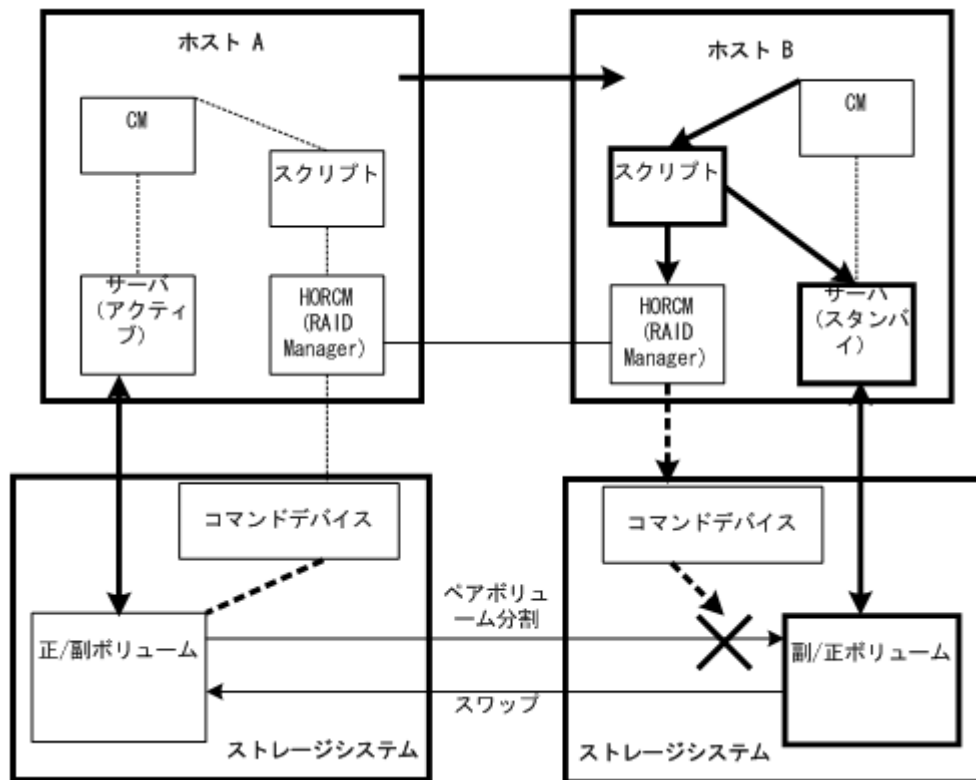 ホスト A
CM
スクリプト
サーバ
(アクティ
ブ)
HORCM
(RAID
Manager)
ホスト B
CM
スクリプト
HORCM
(RAID
Manager)
サーバ
(スタンバ
イ)
コマンドデバイス
正/副ボリューム
ストレージシステム
ペアボリュ
ーム分割
スワップ
コマンドデバイス
副/正ボリューム
ストレージシステム